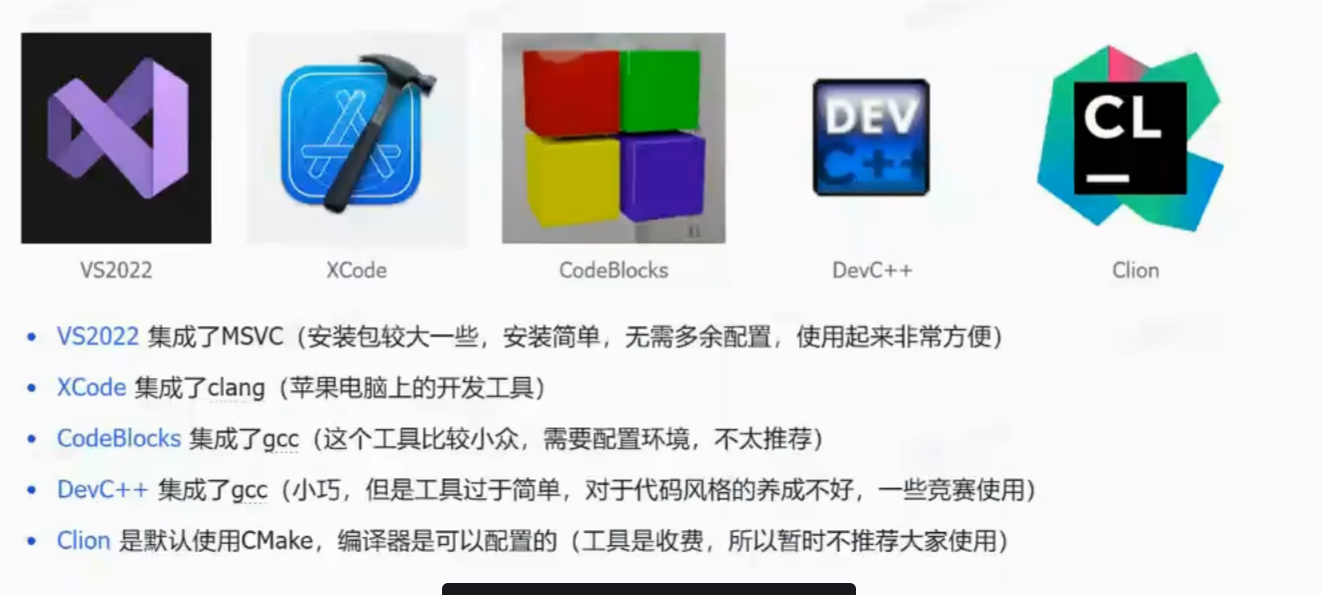 DEV
C++
CL
VS2022
XCode
CodeBlocks
DevC++
Clion
VS2022 集成了MSVC（安装包较大一些，安装简单，无需多余配置，使用起来非常方便）
XCode 集成了clang（苹果电脑上的开发工具）
CodeBlocks 集成了gcc（这个工具比较小众，需要配置环境，不太推荐）
DevC++ 集成了gcc（小巧，但是工具过于简单，对于代码风格的养成不好，一些竞赛使用）
Clion 是默认使用CMake，编译器是可以配置的（工具是收费，所以暂时不推荐大家使用）